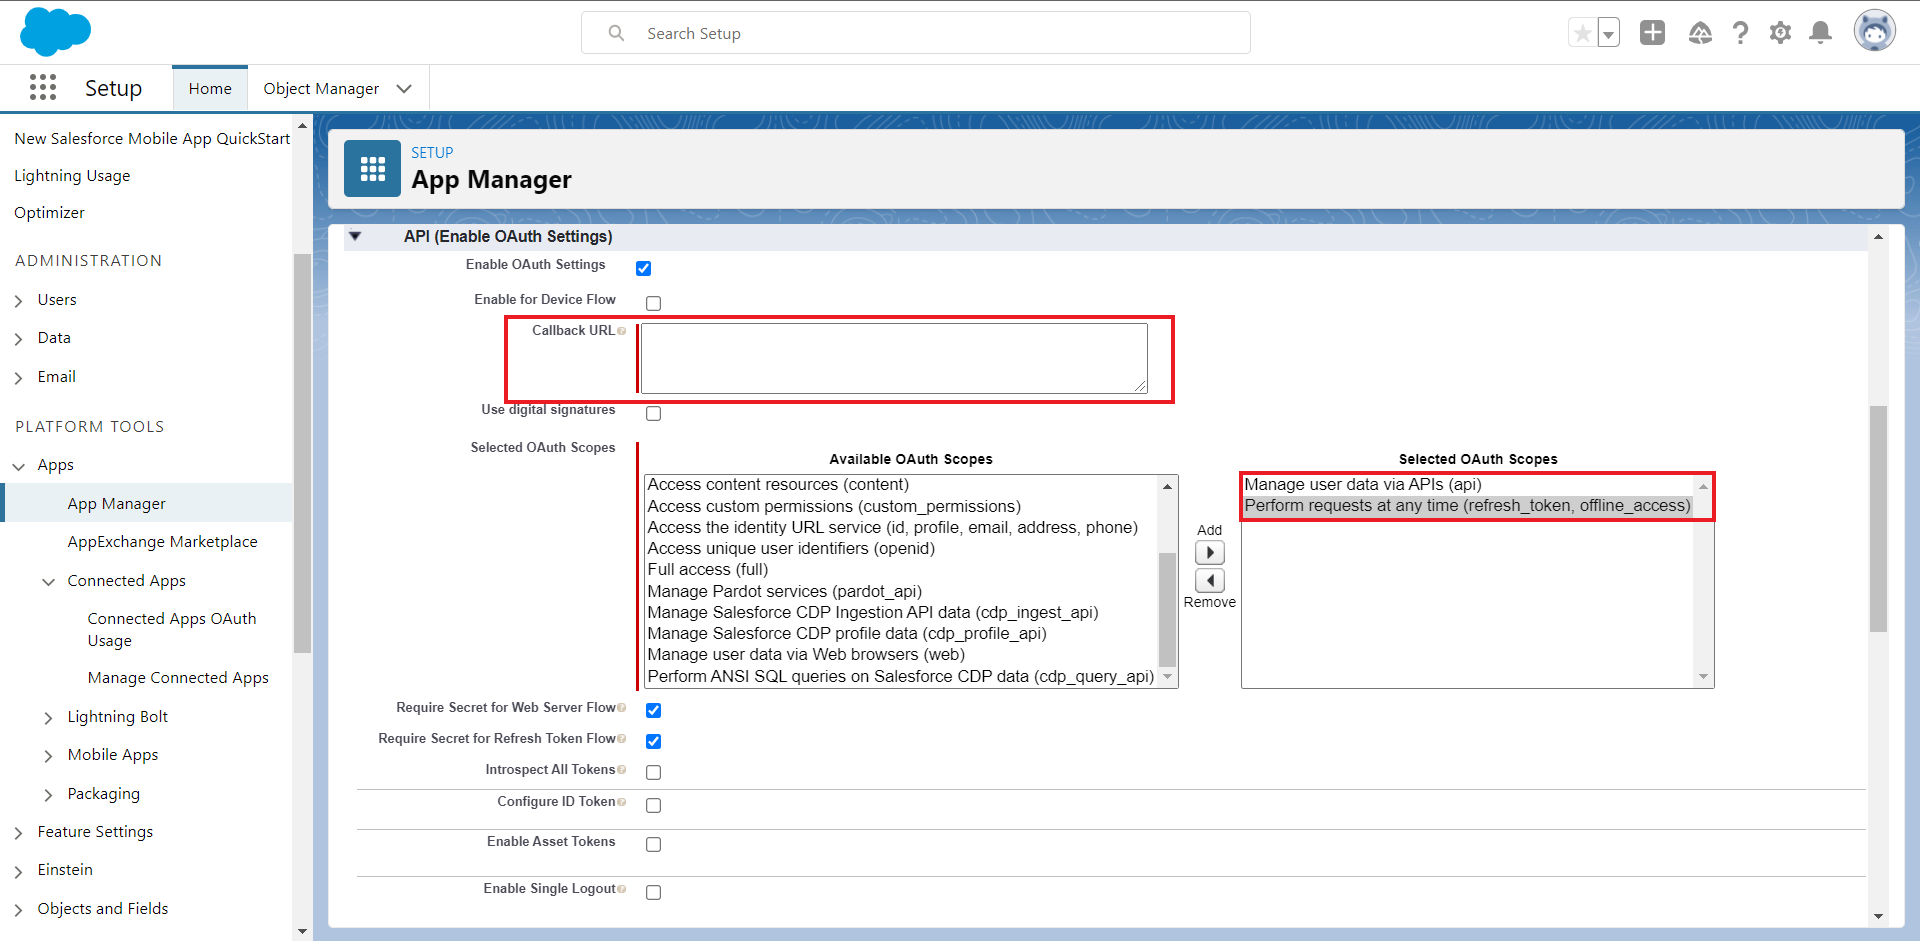 Search Setup
Setup
Home
Object Manager
New Salesforce Mobile App QuickStart
Lightning Usage
Optimizer
ADMINISTRATION
Users
Data
Email
PLATFORM TOOLS
Apps
App Manager
AppExchange Marketplace
Connected Apps
Connected Apps OAuth
Usage
Manage Connected Apps
Lightning Bolt
Mobile Apps
Packaging
Feature Settings
Einstein
Objects and Fields
SETUP
App Manager
API (Enable OAuth Settings)
Enable OAuth Settings
Enable for Device Flow
Callback URL
Use digital signatures
Selected OAuth Scopes
Available OAuth Scopes
Access content resources (content)
Access custom permissions (custom_permissions)
Access the identity URL service (id, profile, email, address, phone)
Access unique user identifiers (openid)
Full access (full)
Manage Pardot services (pardot_api)
Manage Salesforce CDP Ingestion API data (cdp_ingest_api)
Manage Salesforce CDP profile data (cdp_profile_api)
Manage user data via Web browsers (web)
Perform ANSI SQL queries on Salesforce CDP data (cdp_query_api)
Add
Remove
Selected OAuth Scopes
Manage user data via APIs (api)
Perform requests at any time (refresh_token, offline_access)
Require Secret for Web Server Flow
Require Secret for Refresh Token Flow
Introspect All Tokens
Configure ID Token
Enable Asset Tokens
Enable Single Logout